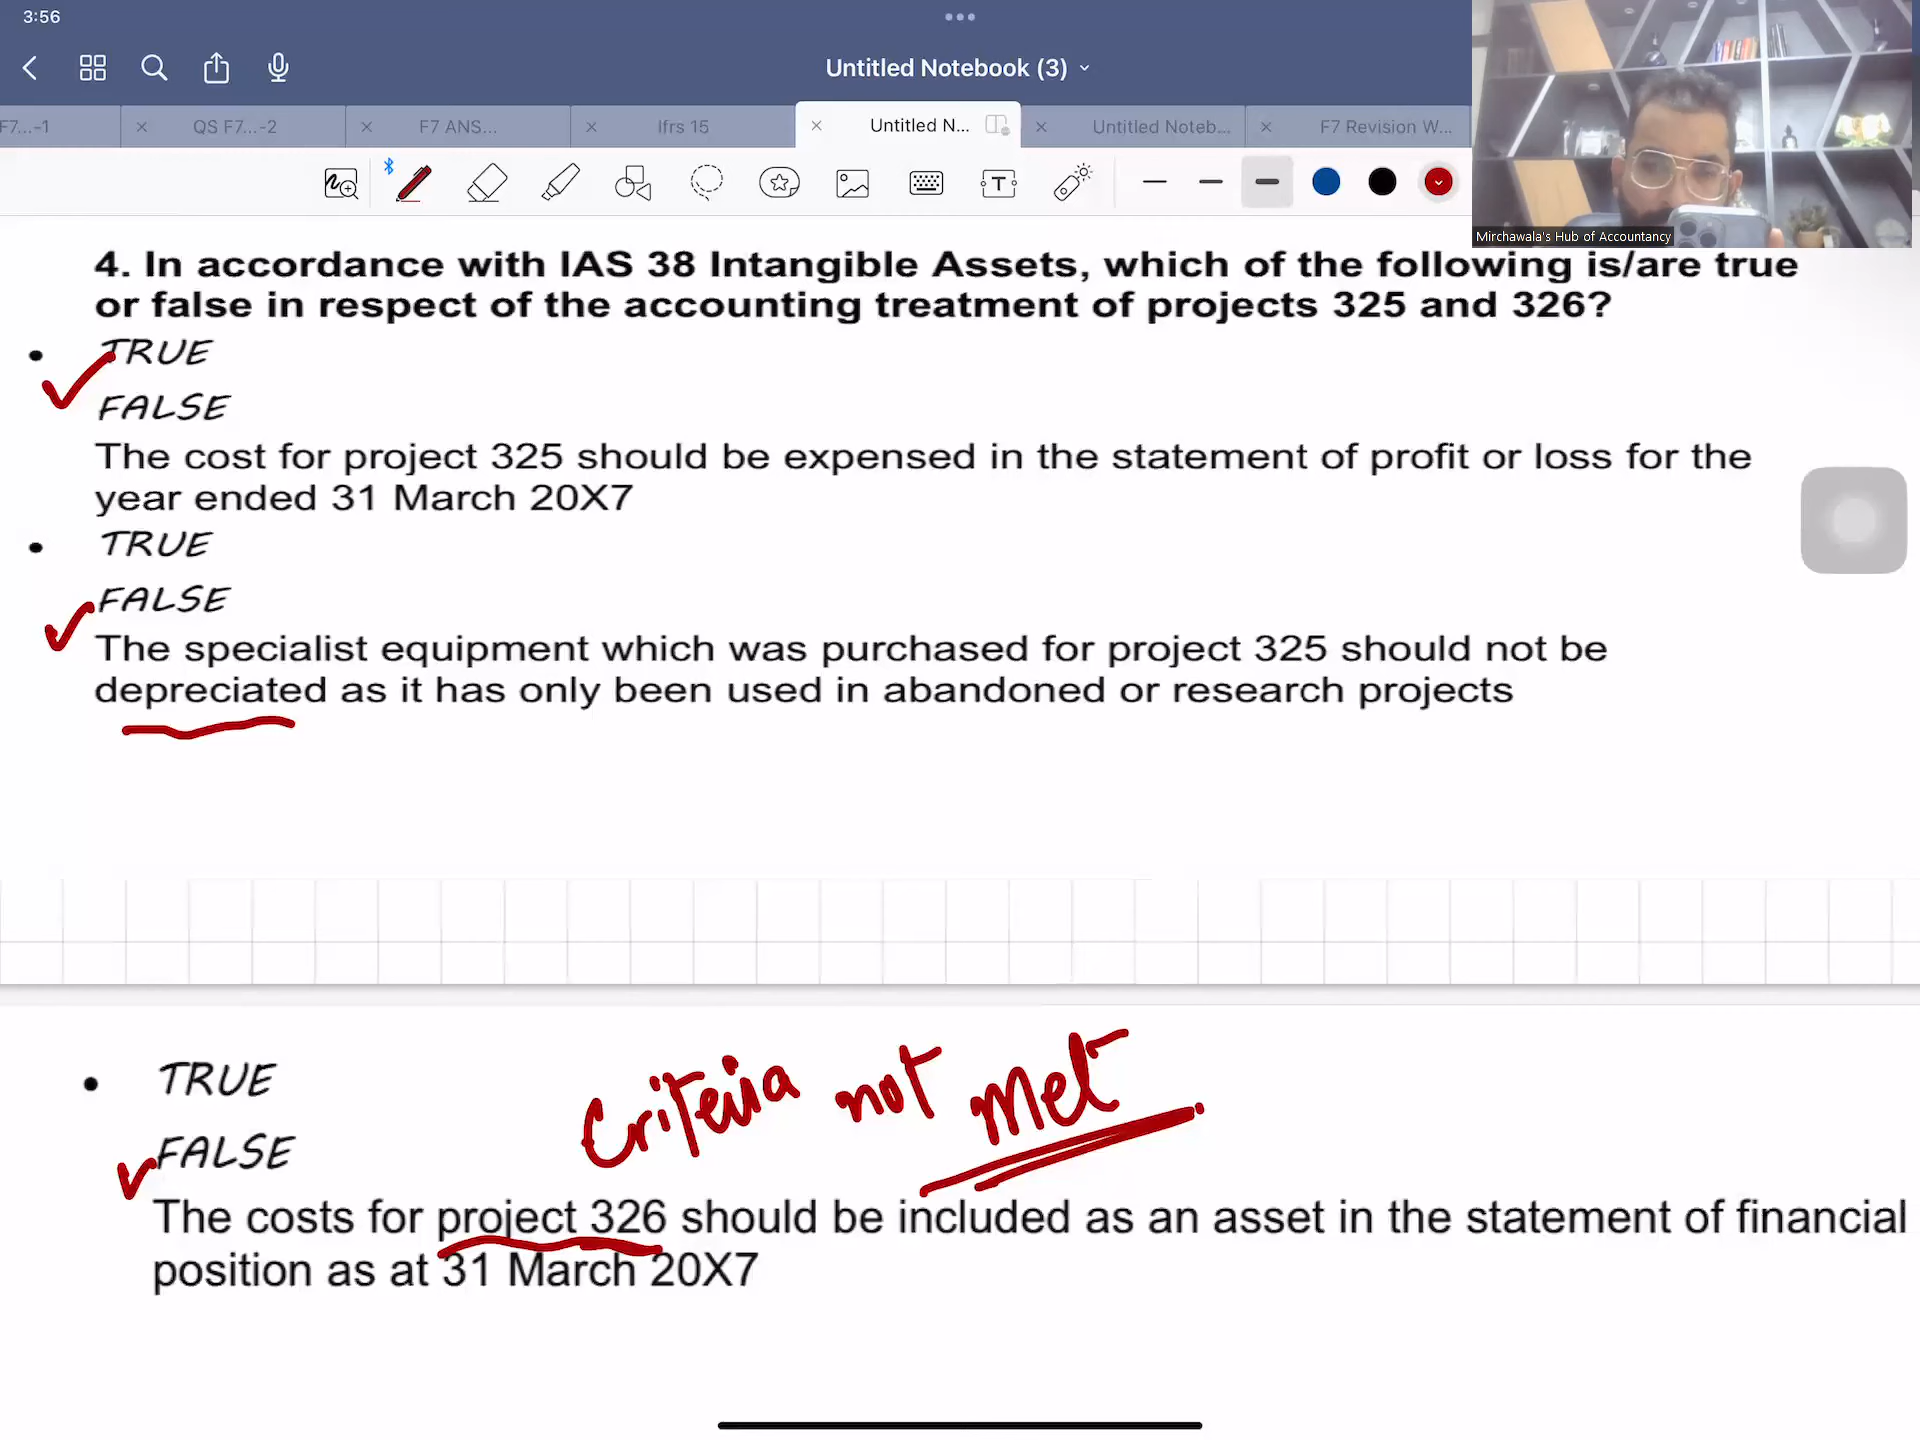 3:56
Untitled Notebook (3)
F7...-1
QS F7...-2
F7 ANS...
Ifrs 15
Untitled N...
Untitled Noteb...
F7 Revision W...
T
Mirchawala's Hub of Accountancy
4. In accordance with IAS 38 Intangible Assets, which of the following is/are true
or false in respect of the accounting treatment of projects 325 and 326?
TRUE
FALSE
The cost for project 325 should be expensed in the statement of profit or loss for the
year ended 31 March 20X7
TRUE
FALSE
The specialist equipment which was purchased for project 325 should not be
depreciated as it has only been used in abandoned or research projects
TRUE
Criteria not met
FALSE
The costs for project 326 should be included as an asset in the statement of financial
position as at 31 March 20X7